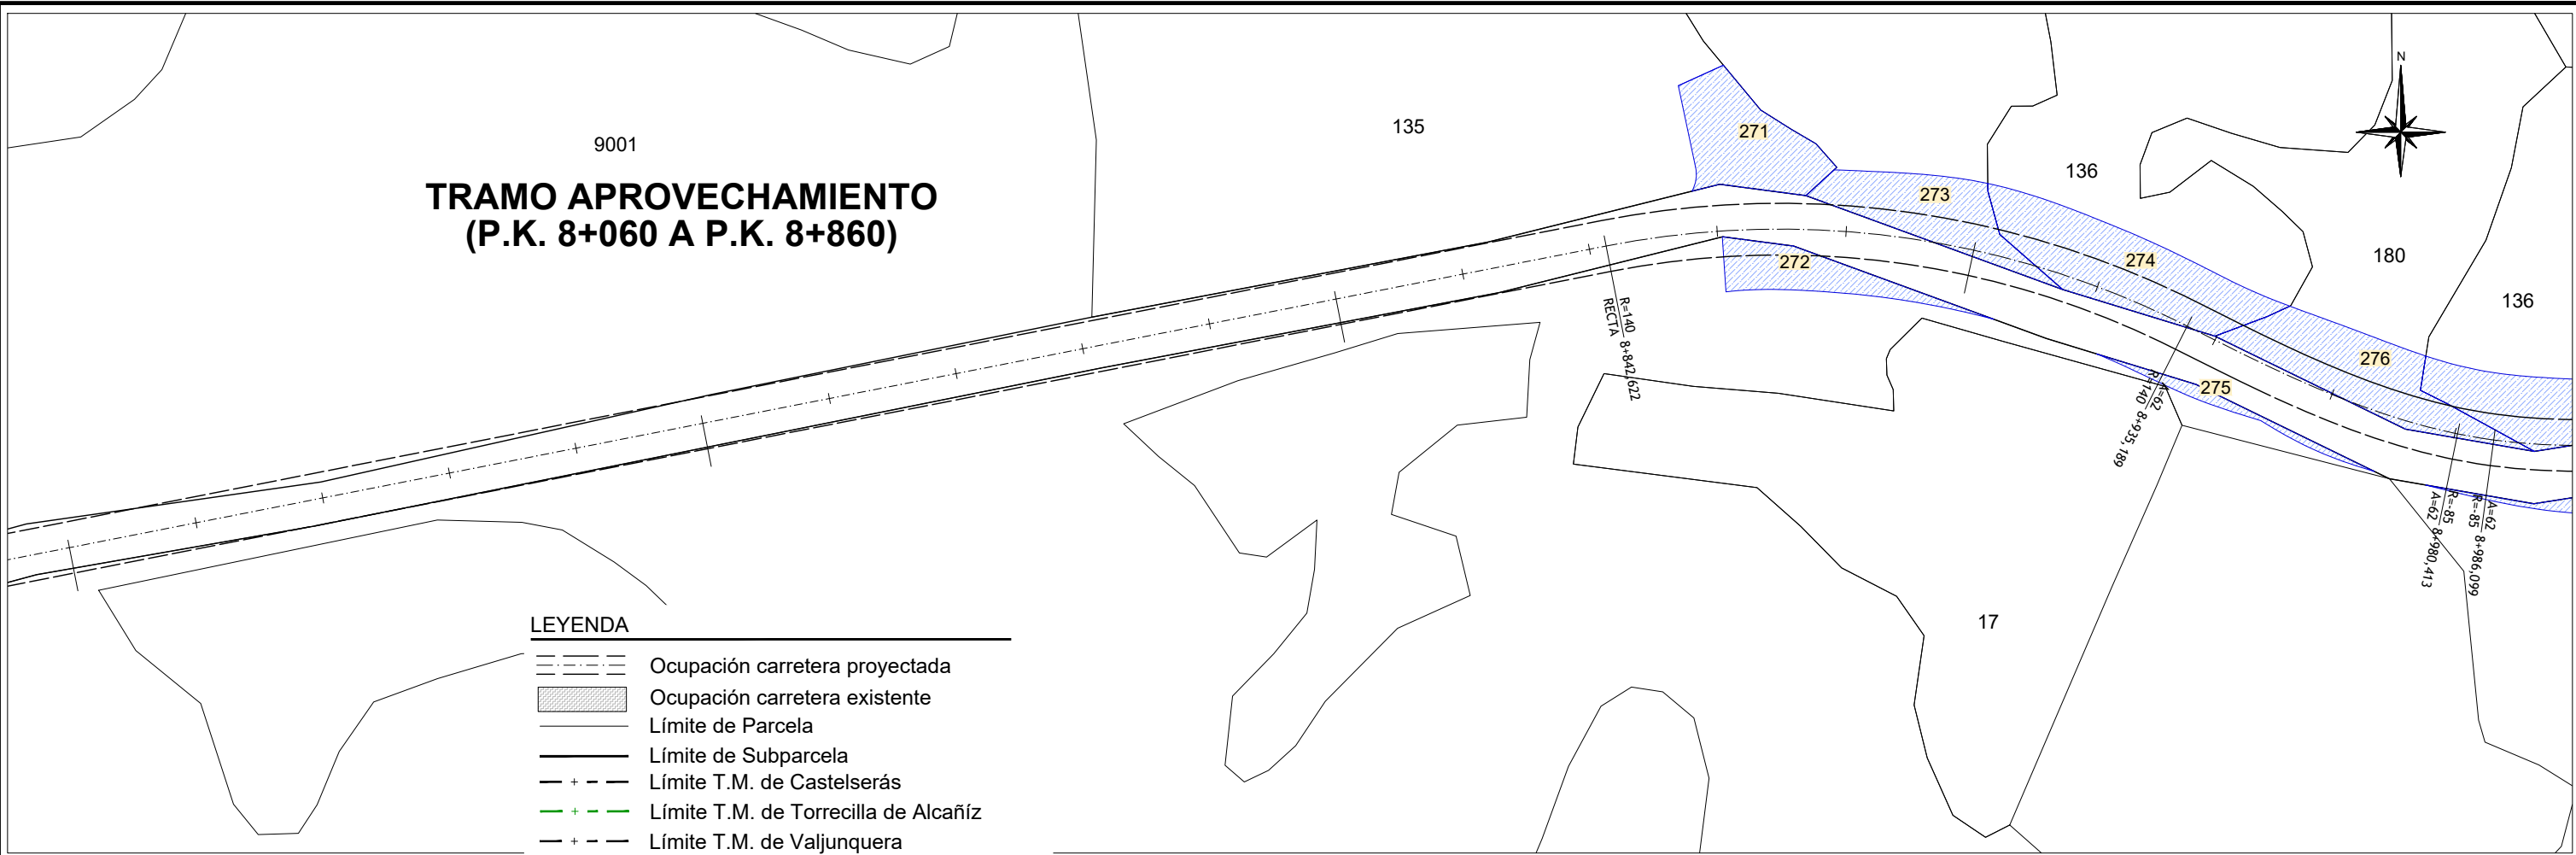 9001
TRAMO APROVECHAMIENTO
(P.K. 8+060 A P.K. 8+860)
135
271
272
273
136
274
180
136
276
275
17
N
R=140
RECTA
8+842,622
A=62
R=140
8+935,189
R=-85
A=62
8+980,413
A=62
R=-85
8+986,099
LEYENDA
Ocupación carretera proyectada
Ocupación carretera existente
Límite de Parcela
Límite de Subparcela
Límite T.M. de Castelserás
Límite T.M. de Torrecilla de Alcañíz
Límite T.M. de Valjunquera